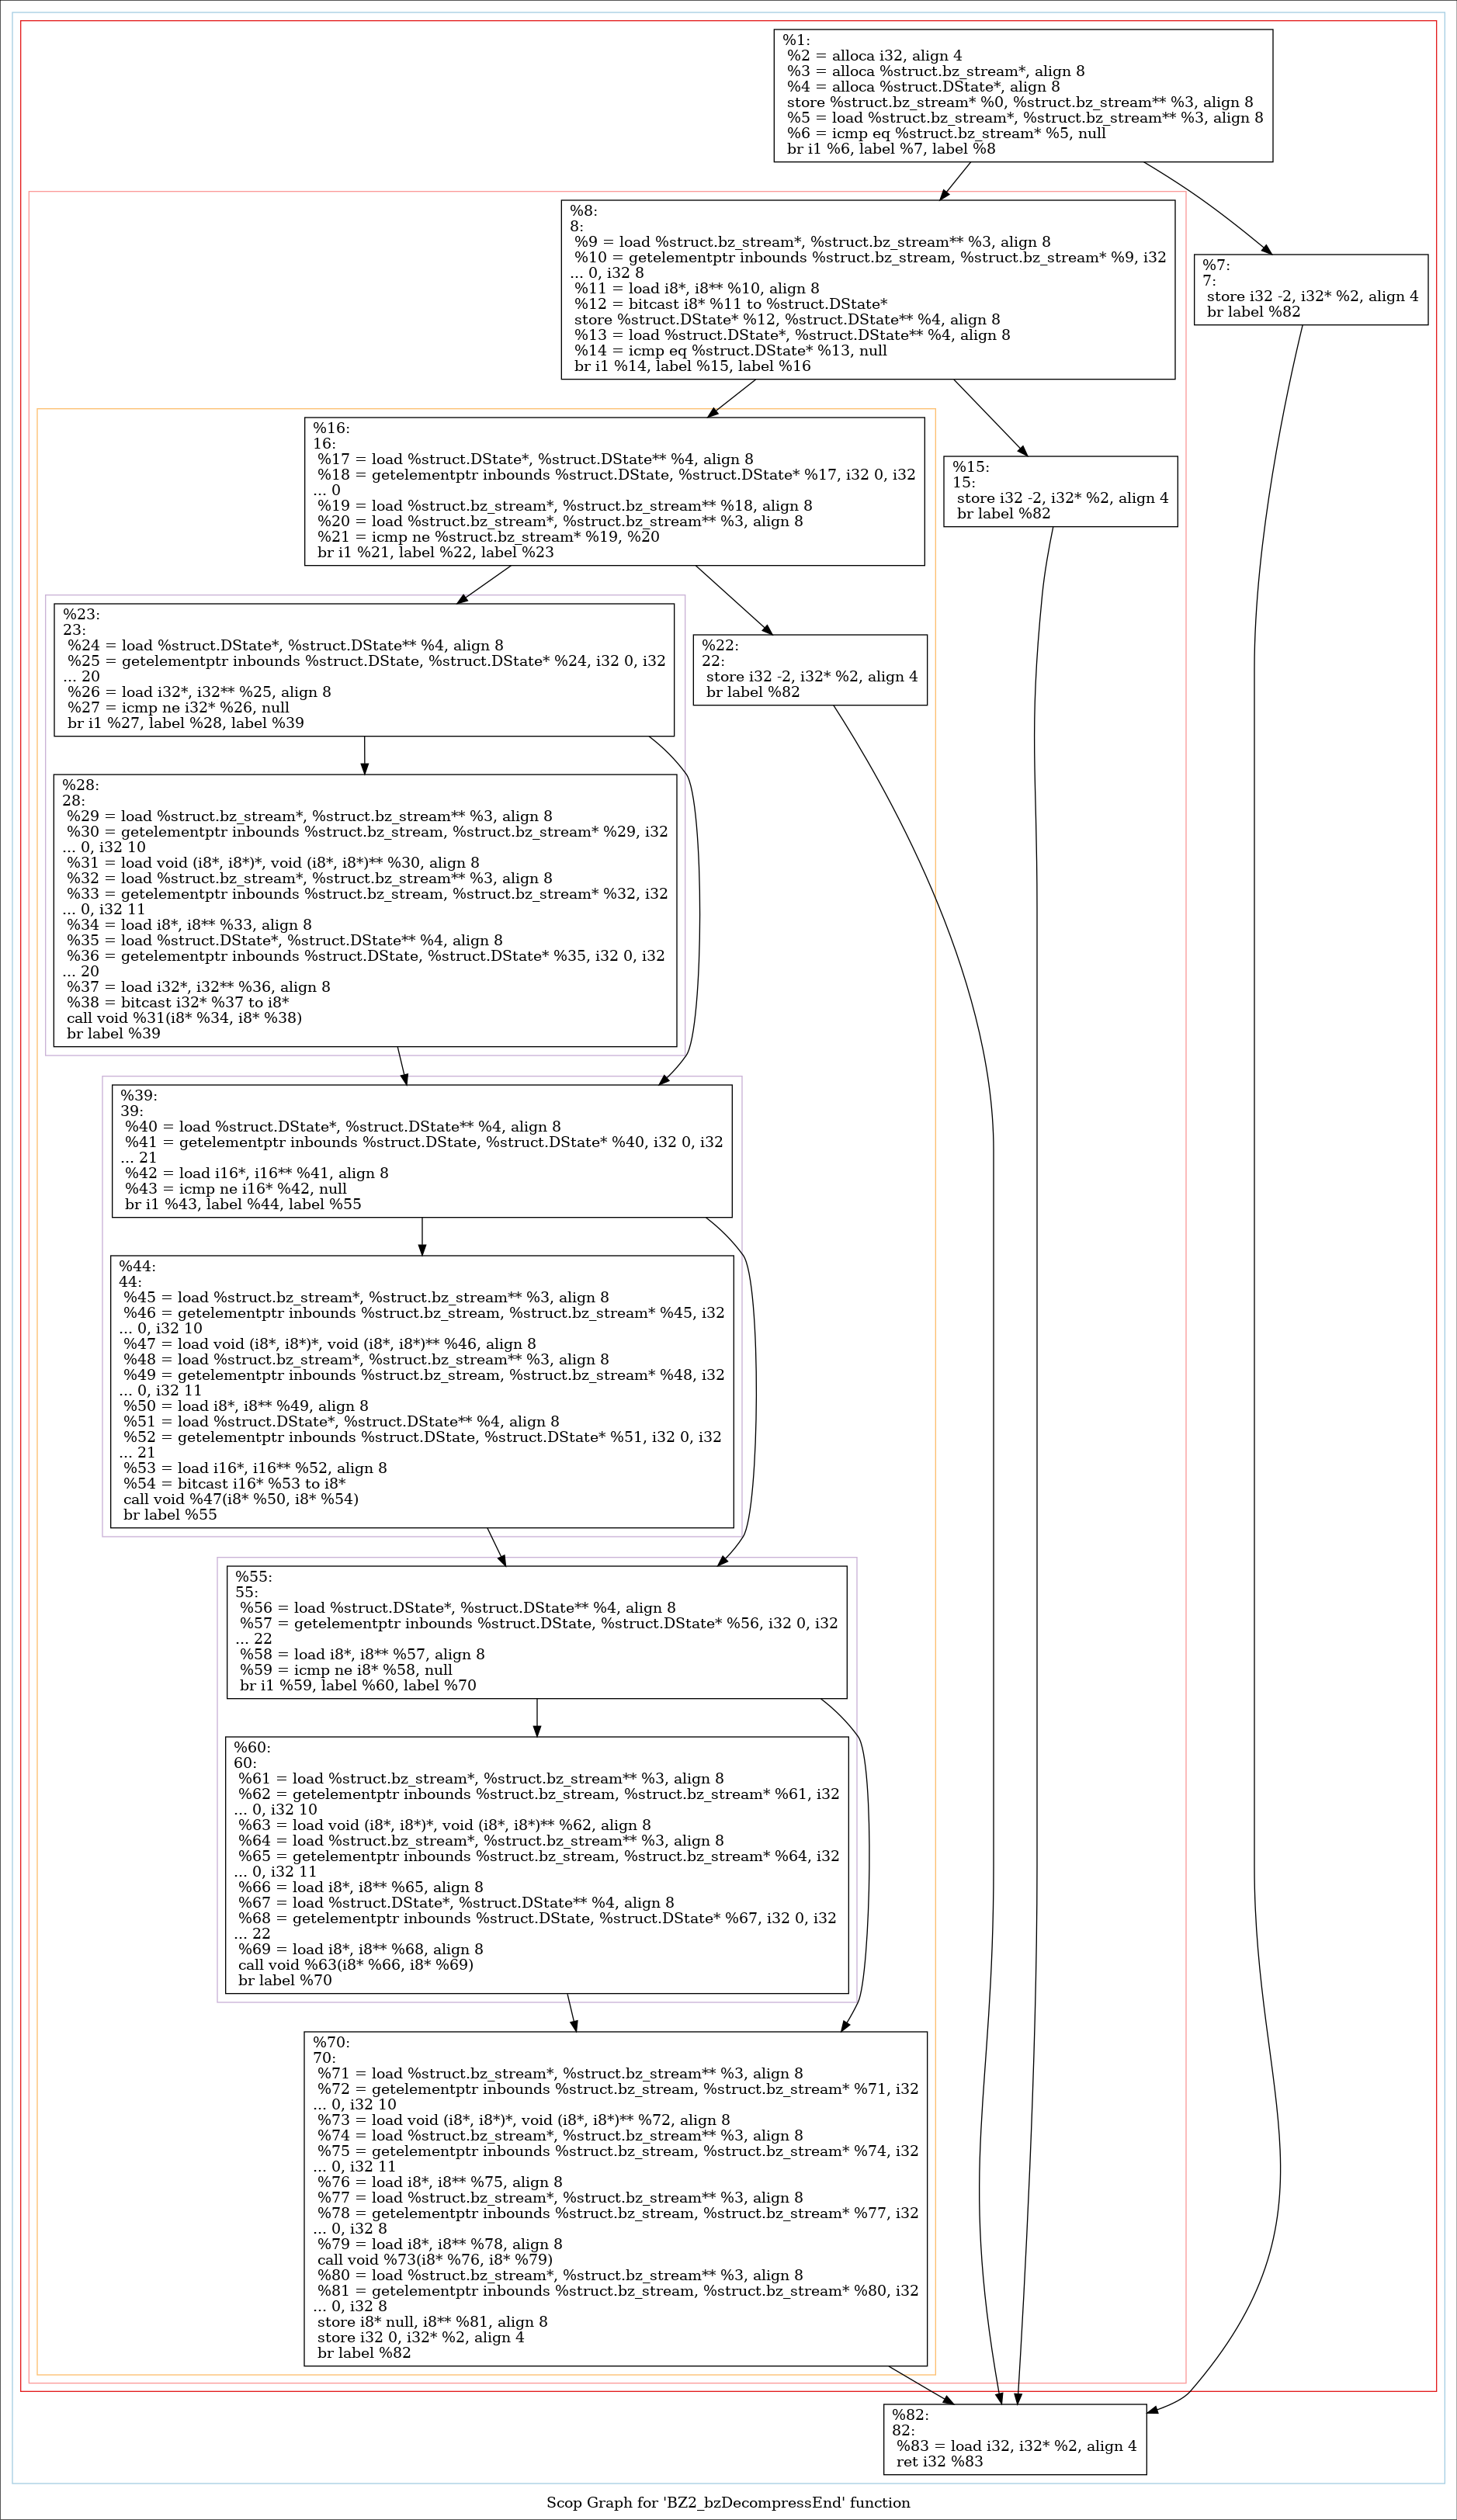 %1:
%2 = alloca i32, align 4
%3 = alloca %struct.bz_stream*, align 8
%4 = alloca %struct.DState*, align 8
store %struct.bz_stream* %0, %struct.bz_stream** %3, align 8
%5 = load %struct.bz_stream*, %struct.bz_stream** %3, align 8
%6 = icmp eq %struct.bz_stream* %5, null
br i1 %6, label %7, label %8
%8:
8:
%9 = load %struct.bz_stream*, %struct.bz_stream** %3, align 8
%10 = getelementptr inbounds %struct.bz_stream, %struct.bz_stream* %9, i32
... 0, i32 8
%11 = load i8*, i8** %10, align 8
%12 = bitcast i8* %11 to %struct.DState*
store %struct.DState* %12, %struct.DState** %4, align 8
%13 = load %struct.DState*, %struct.DState** %4, align 8
%14 = icmp eq %struct.DState* %13, null
br i1 %14, label %15, label %16
%7:
7:
store i32 -2, i32* %2, align 4
br label %82
%16:
16:
%17 = load %struct.DState*, %struct.DState** %4, align 8
%18 = getelementptr inbounds %struct.DState, %struct.DState* %17, i32 0, i32
... 0
%19 = load %struct.bz_stream*, %struct.bz_stream** %18, align 8
%20 = load %struct.bz_stream*, %struct.bz_stream** %3, align 8
%21 = icmp ne %struct.bz_stream* %19, %20
br i1 %21, label %22, label %23
%15:
15:
store i32 -2, i32* %2, align 4
br label %82
%23:
23:
%24 = load %struct.DState*, %struct.DState** %4, align 8
%25 = getelementptr inbounds %struct.DState, %struct.DState* %24, i32 0, i32
... 20
%26 = load i32*, i32** %25, align 8
%27 = icmp ne i32* %26, null
br i1 %27, label %28, label %39
%22:
22:
store i32 -2, i32* %2, align 4
br label %82
%28:
28:
%29 = load %struct.bz_stream*, %struct.bz_stream** %3, align 8
%30 = getelementptr inbounds %struct.bz_stream, %struct.bz_stream* %29, i32
... 0, i32 10
%31 = load void (i8*, i8*)*, void (i8*, i8*)** %30, align 8
%32 = load %struct.bz_stream*, %struct.bz_stream** %3, align 8
%33 = getelementptr inbounds %struct.bz_stream, %struct.bz_stream* %32, i32
... 0, i32 11
%34 = load i8*, i8** %33, align 8
%35 = load %struct.DState*, %struct.DState** %4, align 8
%36 = getelementptr inbounds %struct.DState, %struct.DState* %35, i32 0, i32
... 20
%37 = load i32*, i32** %36, align 8
%38 = bitcast i32* %37 to i8*
call void %31(i8* %34, i8* %38)
br label %39
%39:
39:
%40 = load %struct.DState*, %struct.DState** %4, align 8
%41 = getelementptr inbounds %struct.DState, %struct.DState* %40, i32 0, i32
... 21
%42 = load i16*, i16** %41, align 8
%43 = icmp ne i16* %42, null
br i1 %43, label %44, label %55
%44:
44:
%45 = load %struct.bz_stream*, %struct.bz_stream** %3, align 8
%46 = getelementptr inbounds %struct.bz_stream, %struct.bz_stream* %45, i32
... 0, i32 10
%47 = load void (i8*, i8*)*, void (i8*, i8*)** %46, align 8
%48 = load %struct.bz_stream*, %struct.bz_stream** %3, align 8
%49 = getelementptr inbounds %struct.bz_stream, %struct.bz_stream* %48, i32
... 0, i32 11
%50 = load i8*, i8** %49, align 8
%51 = load %struct.DState*, %struct.DState** %4, align 8
%52 = getelementptr inbounds %struct.DState, %struct.DState* %51, i32 0, i32
... 21
%53 = load i16*, i16** %52, align 8
%54 = bitcast i16* %53 to i8*
call void %47(i8* %50, i8* %54)
br label %55
%55:
55:
%56 = load %struct.DState*, %struct.DState** %4, align 8
%57 = getelementptr inbounds %struct.DState, %struct.DState* %56, i32 0, i32
... 22
%58 = load i8*, i8** %57, align 8
%59 = icmp ne i8* %58, null
br i1 %59, label %60, label %70
%60:
60:
%61 = load %struct.bz_stream*, %struct.bz_stream** %3, align 8
%62 = getelementptr inbounds %struct.bz_stream, %struct.bz_stream* %61, i32
... 0, i32 10
%63 = load void (i8*, i8*)*, void (i8*, i8*)** %62, align 8
%64 = load %struct.bz_stream*, %struct.bz_stream** %3, align 8
%65 = getelementptr inbounds %struct.bz_stream, %struct.bz_stream* %64, i32
... 0, i32 11
%66 = load i8*, i8** %65, align 8
%67 = load %struct.DState*, %struct.DState** %4, align 8
%68 = getelementptr inbounds %struct.DState, %struct.DState* %67, i32 0, i32
... 22
%69 = load i8*, i8** %68, align 8
call void %63(i8* %66, i8* %69)
br label %70
%70:
70:
%71 = load %struct.bz_stream*, %struct.bz_stream** %3, align 8
%72 = getelementptr inbounds %struct.bz_stream, %struct.bz_stream* %71, i32
... 0, i32 10
%73 = load void (i8*, i8*)*, void (i8*, i8*)** %72, align 8
%74 = load %struct.bz_stream*, %struct.bz_stream** %3, align 8
%75 = getelementptr inbounds %struct.bz_stream, %struct.bz_stream* %74, i32
... 0, i32 11
%76 = load i8*, i8** %75, align 8
%77 = load %struct.bz_stream*, %struct.bz_stream** %3, align 8
%78 = getelementptr inbounds %struct.bz_stream, %struct.bz_stream* %77, i32
... 0, i32 8
%79 = load i8*, i8** %78, align 8
call void %73(i8* %76, i8* %79)
%80 = load %struct.bz_stream*, %struct.bz_stream** %3, align 8
%81 = getelementptr inbounds %struct.bz_stream, %struct.bz_stream* %80, i32
... 0, i32 8
store i8* null, i8** %81, align 8
store i32 0, i32* %2, align 4
br label %82
%82:
82:
%83 = load i32, i32* %2, align 4
ret i32 %83
Scop Graph for 'BZ2_bzDecompressEnd' function